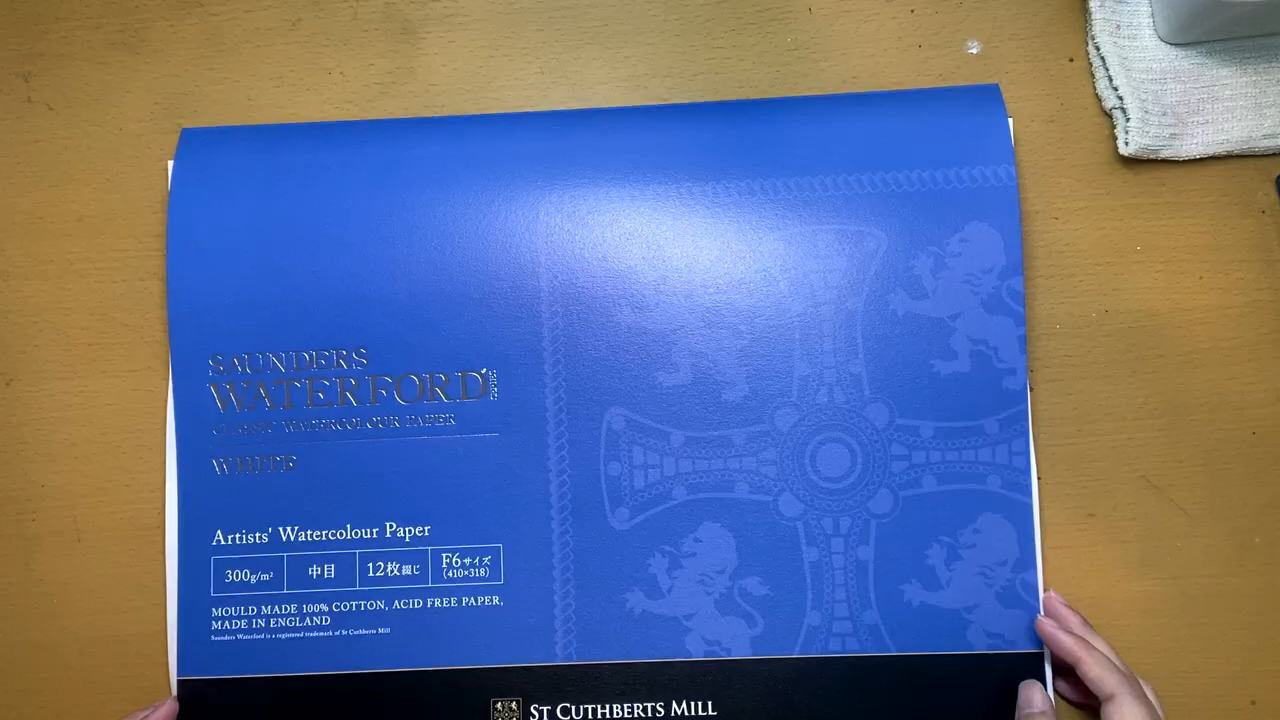 SAUNDERS
WATERFORD SERIES
CLASSIC WATERCOLOUR PAPER
WHITE
Artists' Watercolour Paper
300g/m² 中目 12枚綴じ F6サイズ (410×318)
MOULD MADE 100% COTTON, ACID FREE PAPER,
MADE IN ENGLAND
Saunders Waterford is a registered trademark of St Cuthberts Mill
ST CUTHBERTS MILL